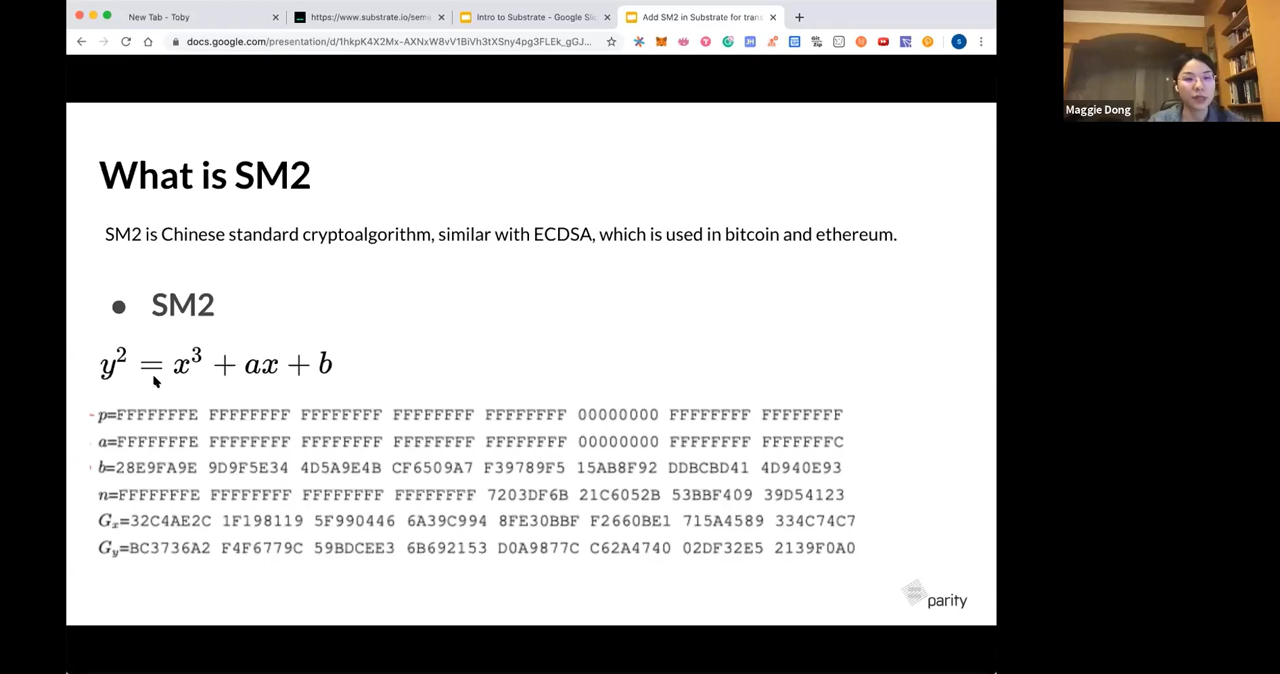 New Tab - Toby
https://www.substrate.io/seme
Intro to Substrate - Google Slic
Add SM2 in Substrate for trans
docs.google.com/presentation/d/1hkpK4X2Mx-AXNxW8vV1BiVh3tXSny4pg3FLEk_gGJ...
Maggie Dong
What is SM2
SM2 is Chinese standard cryptoalgorithm, similar with ECDSA, which is used in bitcoin and ethereum.
● SM2
y² = x³ + ax + b
p=FFFFFFFE FFFFFFFF FFFFFFFF FFFFFFFF FFFFFFFF 00000000 FFFFFFFF FFFFFFFF
a=FFFFFFFE FFFFFFFF FFFFFFFF FFFFFFFF FFFFFFFF 00000000 FFFFFFFF FFFFFFFC
b=28E9FA9E 9D9F5E34 4D5A9E4B CF6509A7 F39789F5 15AB8F92 DDBCBD41 4D940E93
n=FFFFFFFE FFFFFFFF FFFFFFFF FFFFFFFF 7203DF6B 21C6052B 53BBF409 39D54123
Gx=32C4AE2C 1F198119 5F990446 6A39C994 8FE30BBF F2660BE1 715A4589 334C74C7
Gy=BC3736A2 F4F6779C 59BDCEE3 6B692153 D0A9877C C62A4740 02DF32E5 2139F0A0
parity